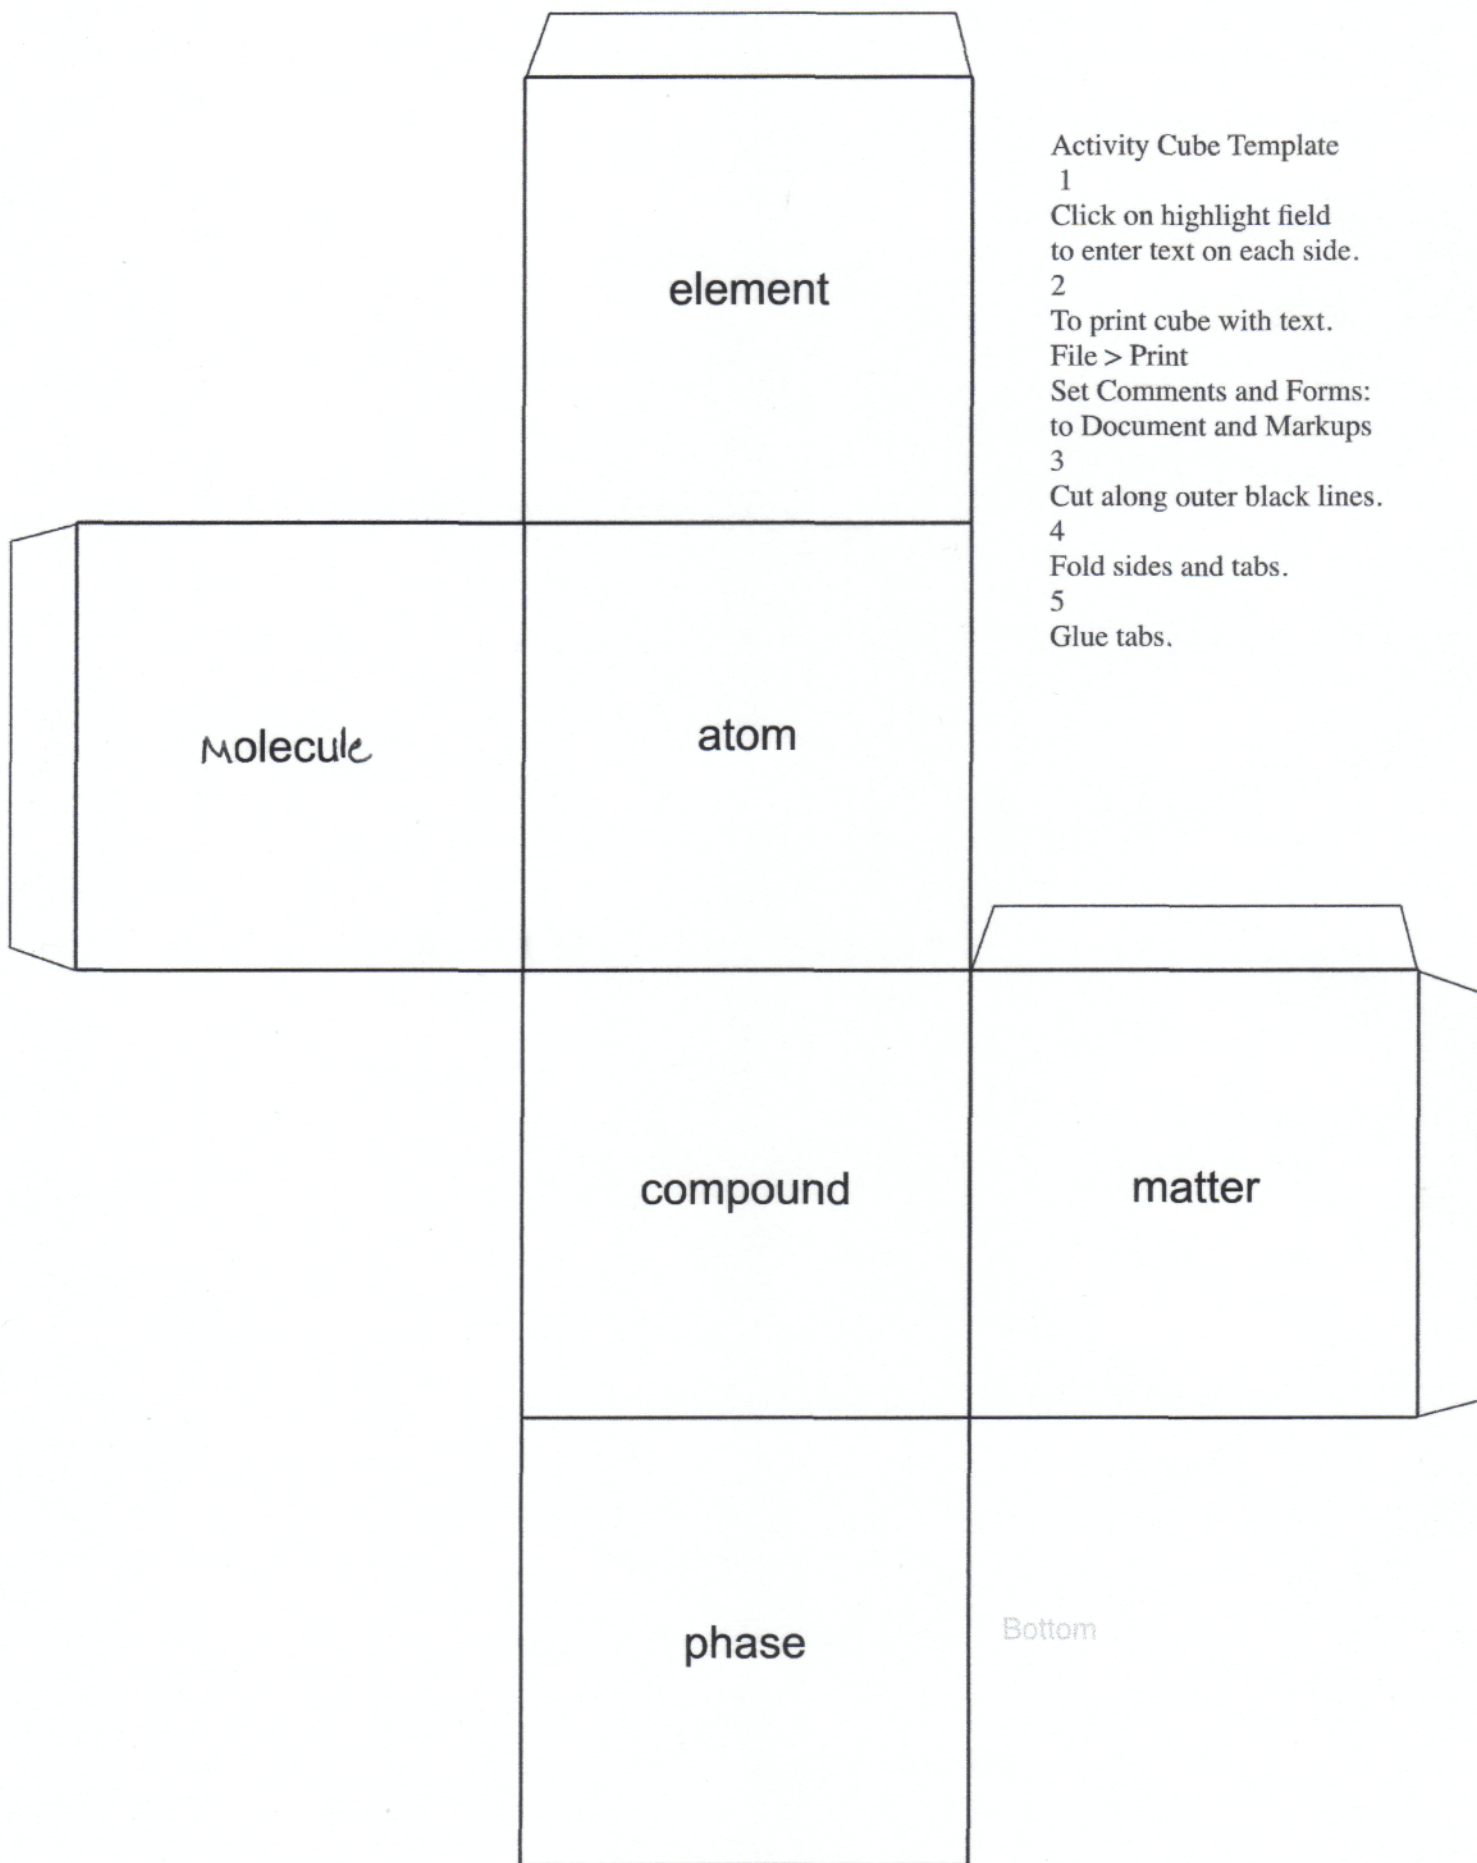 element
Activity Cube Template
1
Click on highlight field
to enter text on each side.
2
To print cube with text.
File > Print
Set Comments and Forms:
to Document and Markups
3
Cut along outer black lines.
4
Fold sides and tabs.
5
Glue tabs.
Molecule
atom
compound
matter
phase
Bottom